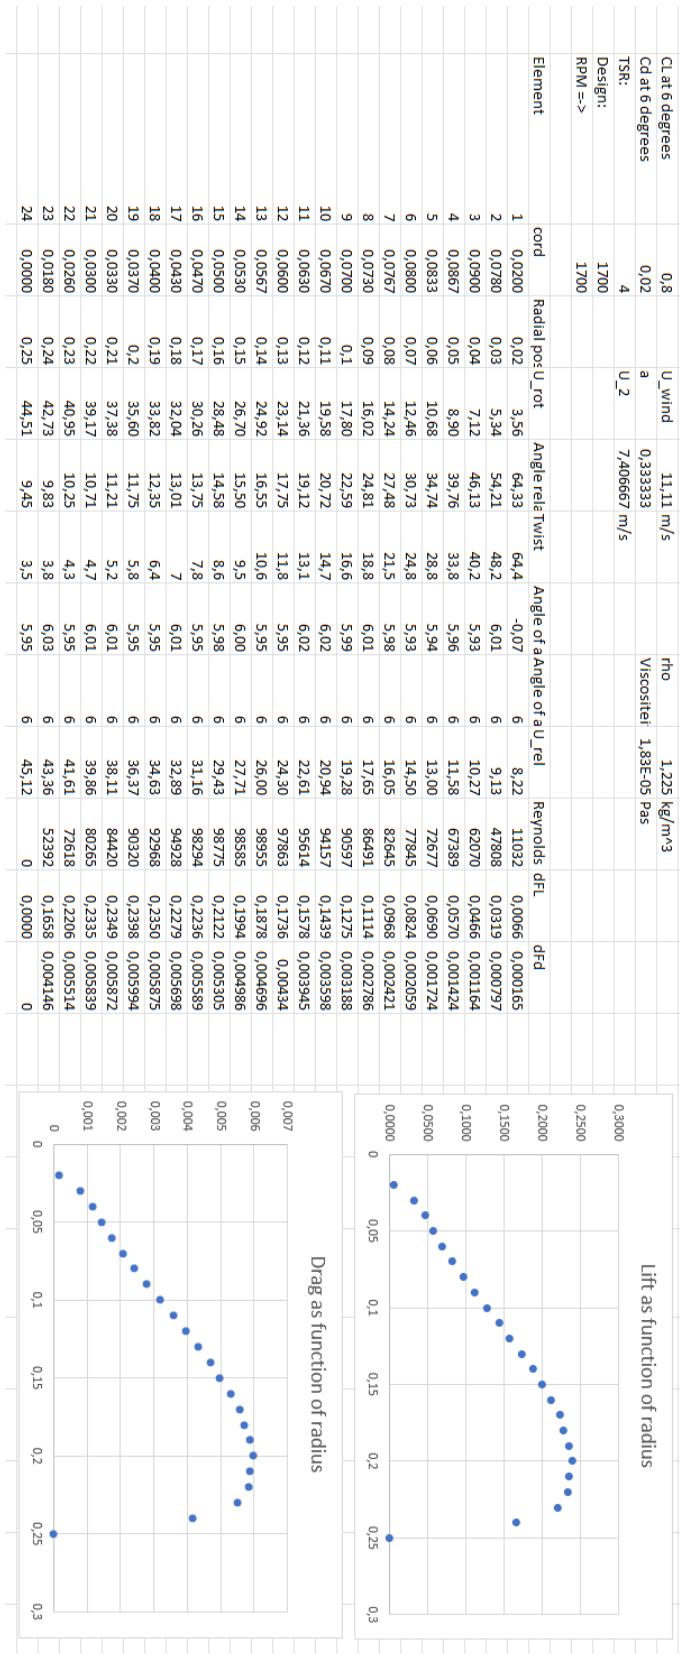 CL at 6 degrees 0,8 U_wind 11,11 m/s rho 1,225 kg/m^3
Cd at 6 degrees 0,02 a 0,333333 Viscositei 1,83E-05 Pas
TSR: 4 U_2 7,406667 m/s
Design: 1700
RPM =-> 1700
Element cord Radial pos U_rot Angle rela Twist Angle of a Angle of a U_rel Reynolds dFL dFd
1 0,0200 0,02 3,56 64,33 64,4 -0,07 6 8,22 11032 0,0066 0,000165
2 0,0780 0,03 5,34 54,21 48,2 6,01 6 9,13 47808 0,0319 0,000797
3 0,0900 0,04 7,12 46,13 40,2 5,93 6 10,27 62070 0,0466 0,001164
4 0,0867 0,05 8,90 39,76 33,8 5,96 6 11,58 67389 0,0570 0,001424
5 0,0833 0,06 10,68 34,74 28,8 5,94 6 13,00 72677 0,0690 0,001724
6 0,0800 0,07 12,46 30,73 24,8 5,93 6 14,50 77845 0,0824 0,002059
7 0,0767 0,08 14,24 27,48 21,5 5,98 6 16,05 82645 0,0968 0,002421
8 0,0730 0,09 16,02 24,81 18,8 6,01 6 17,65 86491 0,1114 0,002786
9 0,0700 0,1 17,80 22,59 16,6 5,99 6 19,28 90597 0,1275 0,003188
10 0,0670 0,11 19,58 20,72 14,7 6,02 6 20,94 94157 0,1439 0,003598
11 0,0630 0,12 21,36 19,12 13,1 6,02 6 22,61 95614 0,1578 0,003945
12 0,0600 0,13 23,14 17,75 11,8 5,95 6 24,30 97863 0,1736 0,00434
13 0,0567 0,14 24,92 16,55 10,6 5,95 6 26,00 98955 0,1878 0,004696
14 0,0530 0,15 26,70 15,50 9,5 6,00 6 27,71 98585 0,1994 0,004986
15 0,0500 0,16 28,48 14,58 8,6 5,98 6 29,43 98775 0,2122 0,005305
16 0,0470 0,17 30,26 13,75 7,8 5,95 6 31,16 98294 0,2236 0,005589
17 0,0430 0,18 32,04 13,01 7 6,01 6 32,89 94928 0,2279 0,005698
18 0,0400 0,19 33,82 12,35 6,4 5,95 6 34,63 92968 0,2350 0,005875
19 0,0370 0,2 35,60 11,75 5,8 5,95 6 36,37 90320 0,2398 0,005994
20 0,0330 0,21 37,38 11,21 5,2 6,01 6 38,11 84420 0,2349 0,005872
21 0,0300 0,22 39,17 10,71 4,7 6,01 6 39,86 80265 0,2335 0,005839
22 0,0260 0,23 40,95 10,25 4,3 5,95 6 41,61 72618 0,2206 0,005514
23 0,0180 0,24 42,73 9,83 3,8 6,03 6 43,36 52392 0,1658 0,004146
24 0,0000 0,25 44,51 9,45 3,5 5,95 6 45,12 0 0,0000 0
Lift as function of radius
0,3000
0,2500
0,2000
0,1500
0,1000
0,0500
0,0000
0 0,05 0,1 0,15 0,2 0,25 0,3
Drag as function of radius
0,007
0,006
0,005
0,004
0,003
0,002
0,001
0
0 0,05 0,1 0,15 0,2 0,25 0,3